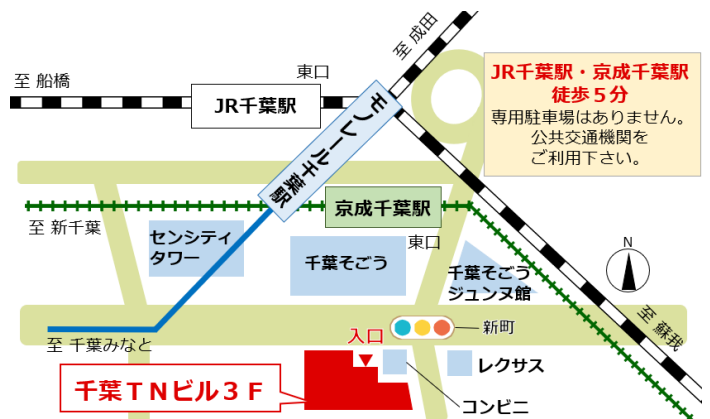 至 成田
至 船橋
東口
JR千葉駅
モノレール千葉駅
JR千葉駅・京成千葉駅
徒歩５分
専用駐車場はありません。
公共交通機関を
ご利用下さい。
至 新千葉
京成千葉駅
東口
センシティ
タワー
千葉そごう
千葉そごう
ジュンヌ館
N
新町
至 蘇我
至 千葉みなと
入口
レクサス
コンビニ
千葉ＴＮビル３Ｆ